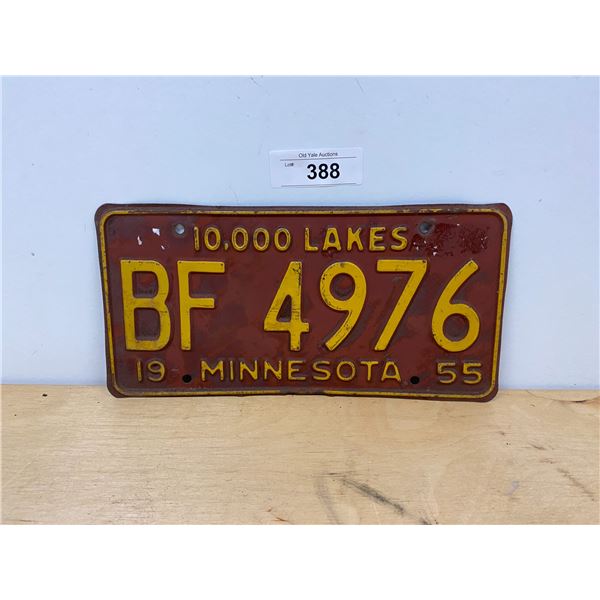 Old Yale Auctions
Lot# 388
10,000 LAKES
BF 4976
19 MINNESOTA 55